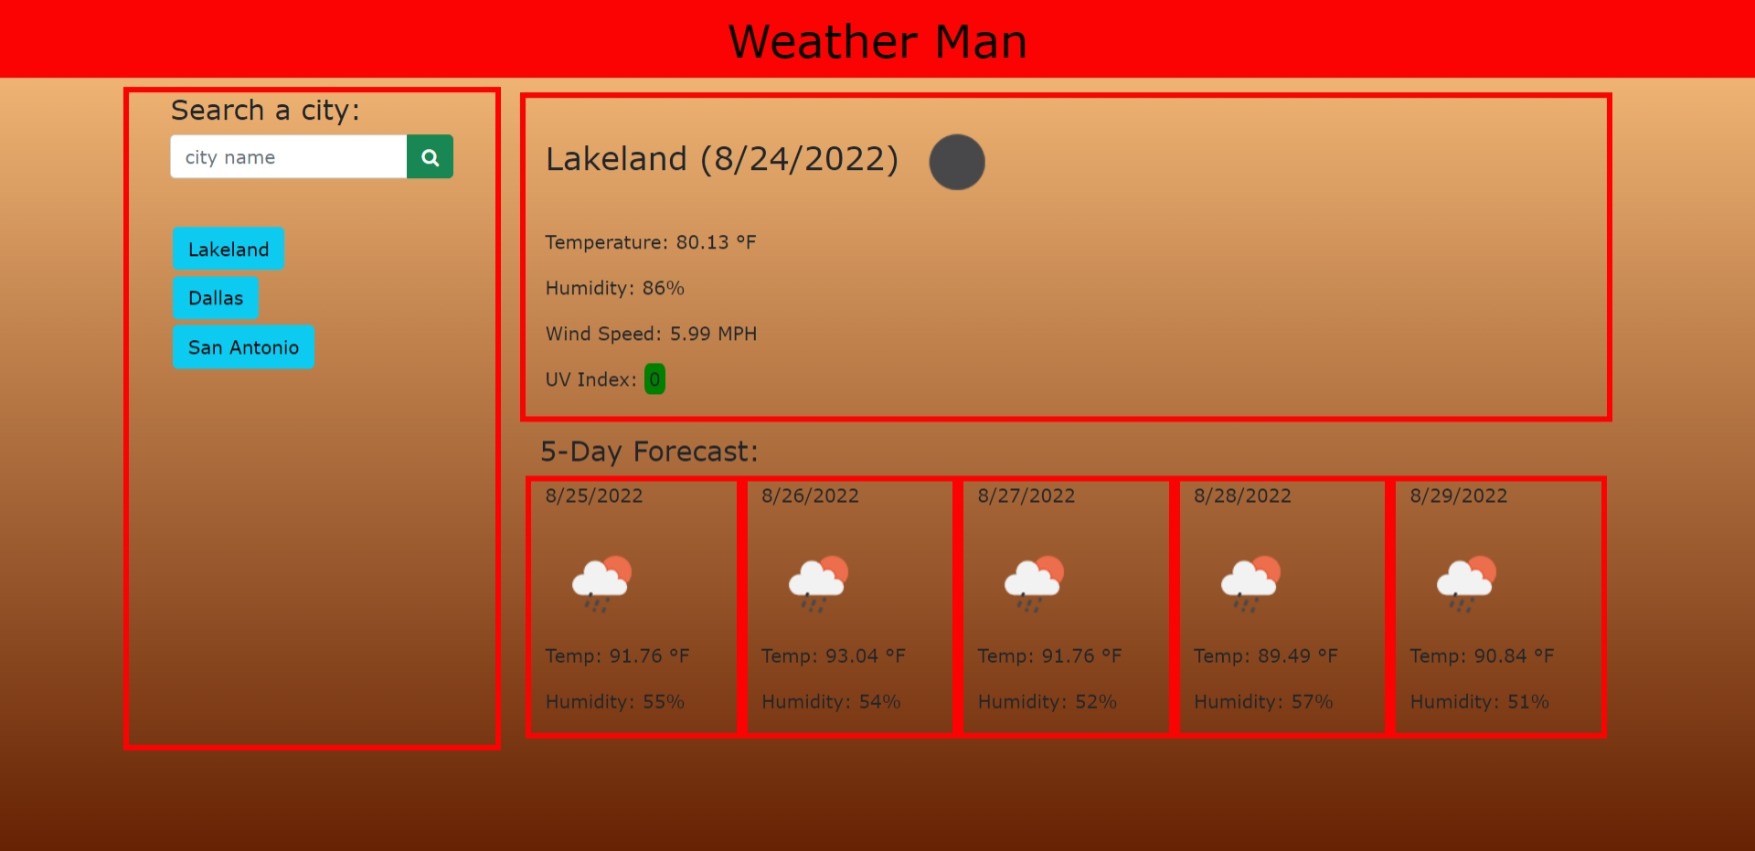 Weather Man
Search a city:
city name
Lakeland
Dallas
San Antonio
Lakeland (8/24/2022)
Temperature: 80.13 °F
Humidity: 86%
Wind Speed: 5.99 MPH
UV Index: 0
5-Day Forecast:
8/25/2022
Temp: 91.76 °F
Humidity: 55%
8/26/2022
Temp: 93.04 °F
Humidity: 54%
8/27/2022
Temp: 91.76 °F
Humidity: 52%
8/28/2022
Temp: 89.49 °F
Humidity: 57%
8/29/2022
Temp: 90.84 °F
Humidity: 51%